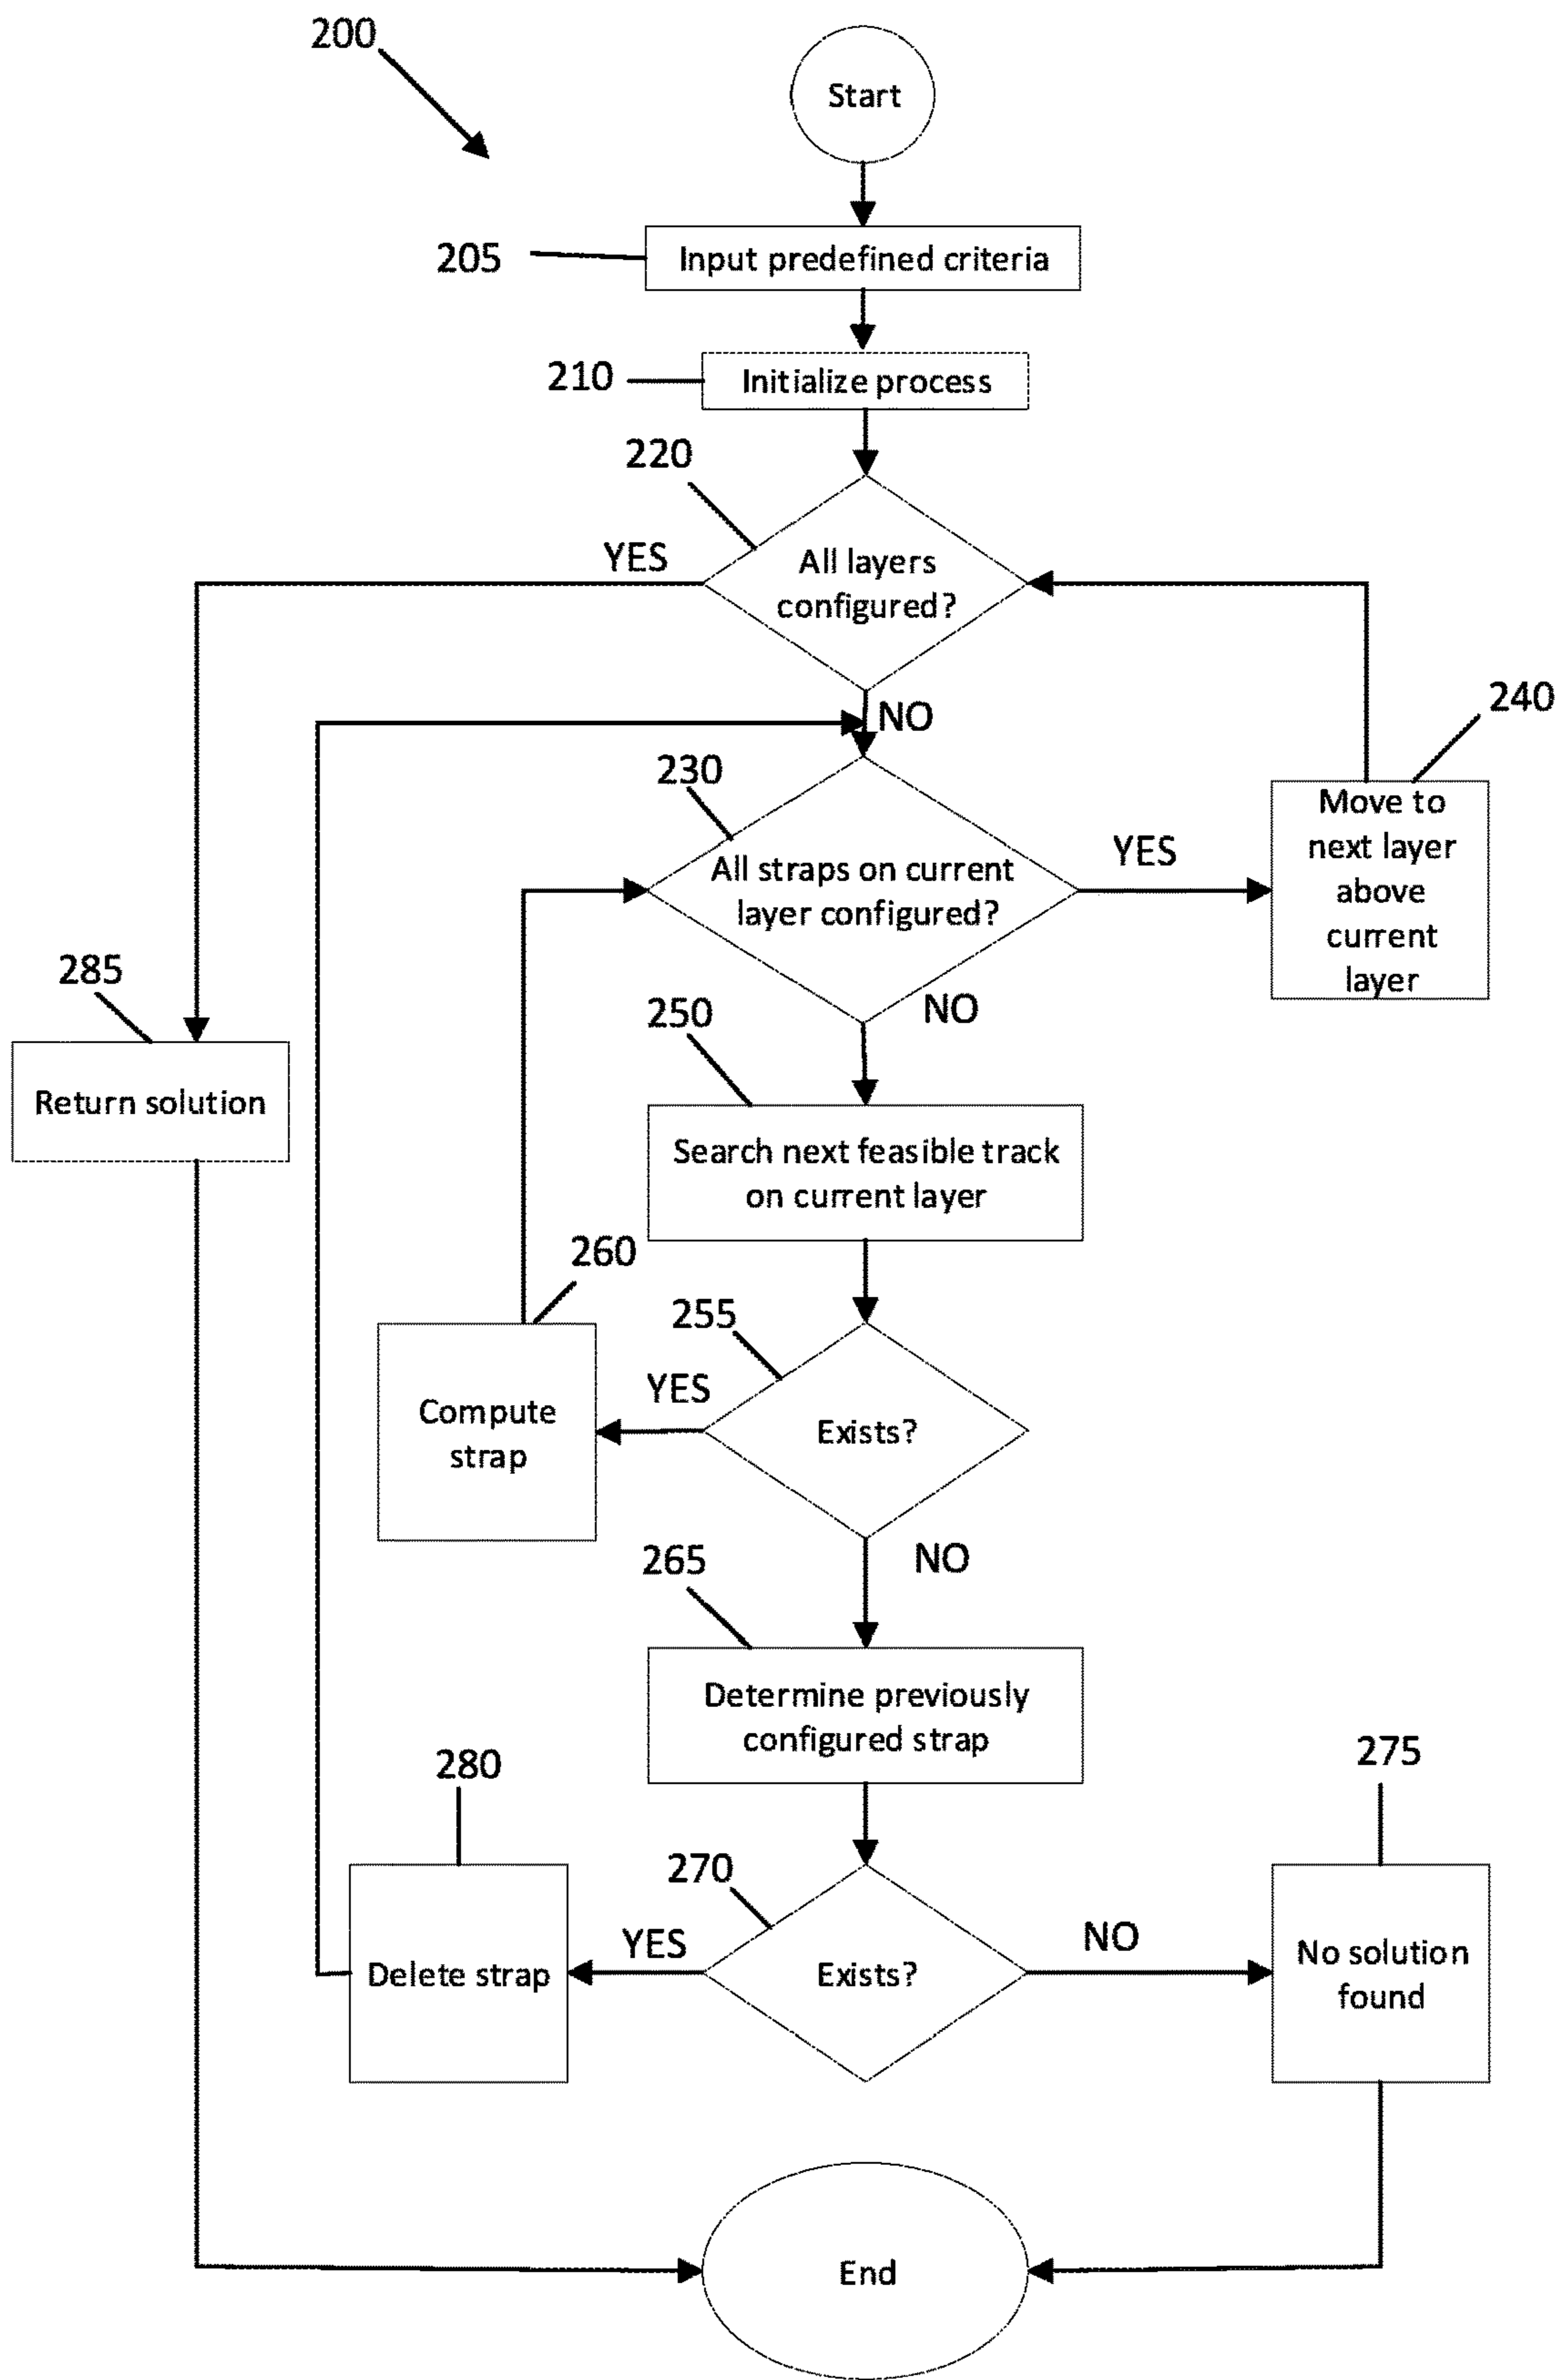 200
Start
205
Input predefined criteria
210
Initialize process
220
YES
All layers
configured?
NO
240
230
Move to
next layer
above
current
layer
YES
All straps on current
layer configured?
285
NO
250
Return solution
Search next feasible track
on current layer
260
255
YES
Compute
strap
Exists?
NO
265
Determine previously
configured strap
280
275
270
YES
NO
Delete strap
Exists?
No solution
found
End